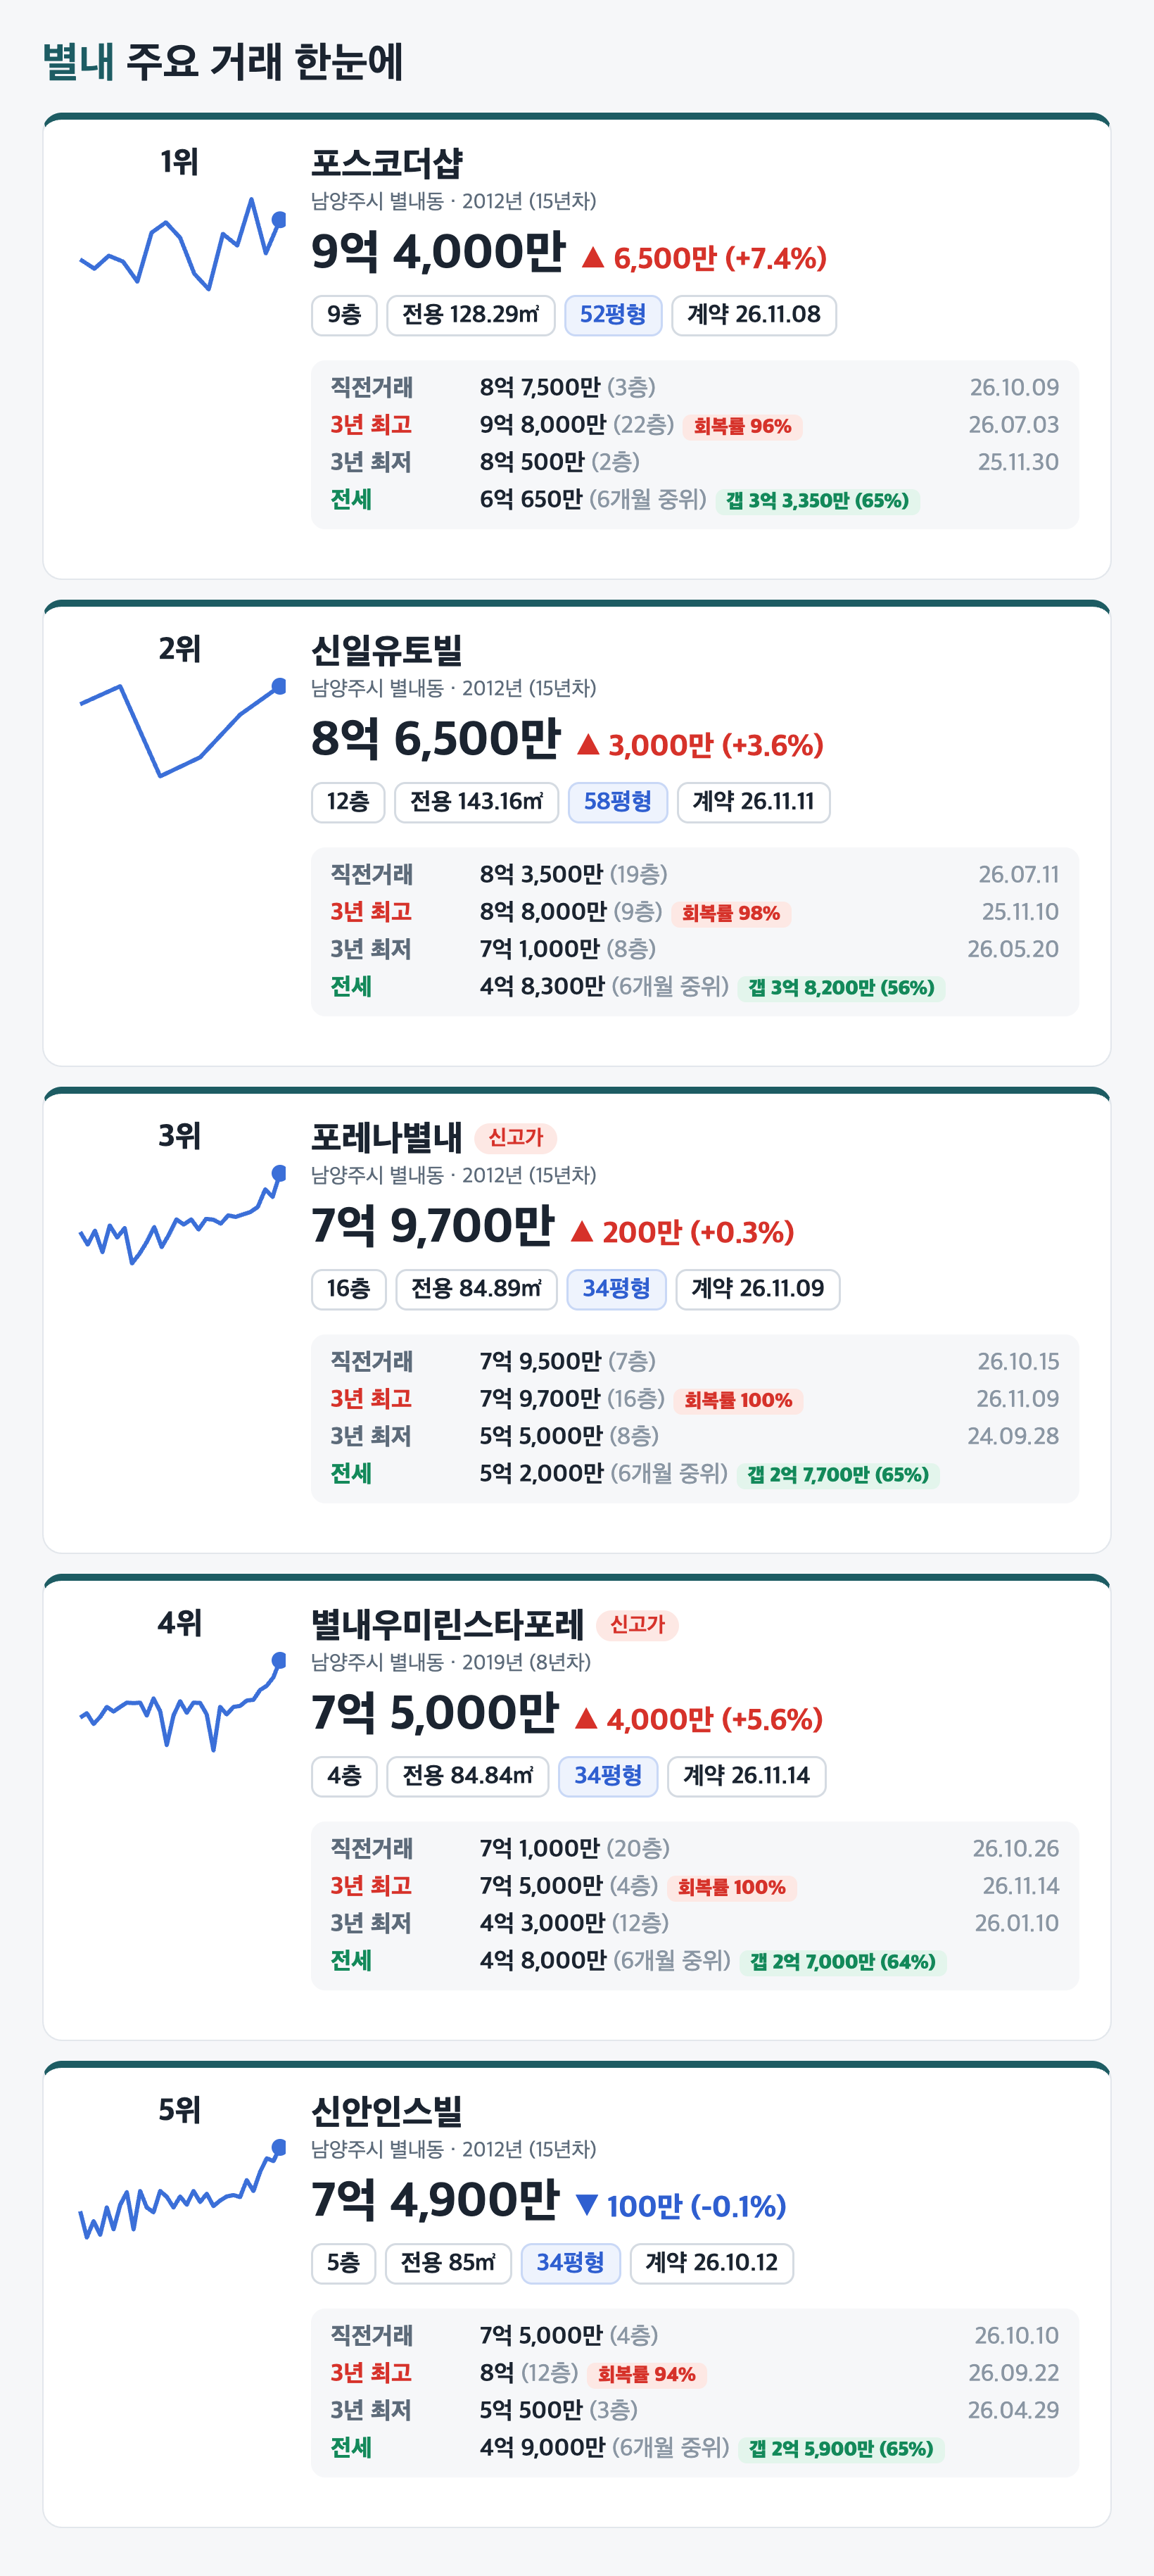 별내 주요 거래 한눈에
1위
포스코더샵
남양주시 별내동 · 2012년 (15년차)
9억 4,000만 ▲ 6,500만 (+7.4%)
9층 전용 128.29㎡ 52평형 계약 26.11.08
직전거래 8억 7,500만 (3층) 26.10.09
3년 최고 9억 8,000만 (22층) 회복률 96% 26.07.03
3년 최저 8억 500만 (2층) 25.11.30
전세 6억 650만 (6개월 중위) 갭 3억 3,350만 (65%)
2위
신일유토빌
남양주시 별내동 · 2012년 (15년차)
8억 6,500만 ▲ 3,000만 (+3.6%)
12층 전용 143.16㎡ 58평형 계약 26.11.11
직전거래 8억 3,500만 (19층) 26.07.11
3년 최고 8억 8,000만 (9층) 회복률 98% 25.11.10
3년 최저 7억 1,000만 (8층) 26.05.20
전세 4억 8,300만 (6개월 중위) 갭 3억 8,200만 (56%)
3위
포레나별내 신고가
남양주시 별내동 · 2012년 (15년차)
7억 9,700만 ▲ 200만 (+0.3%)
16층 전용 84.89㎡ 34평형 계약 26.11.09
직전거래 7억 9,500만 (7층) 26.10.15
3년 최고 7억 9,700만 (16층) 회복률 100% 26.11.09
3년 최저 5억 5,000만 (8층) 24.09.28
전세 5억 2,000만 (6개월 중위) 갭 2억 7,700만 (65%)
4위
별내우미린스타포레 신고가
남양주시 별내동 · 2019년 (8년차)
7억 5,000만 ▲ 4,000만 (+5.6%)
4층 전용 84.84㎡ 34평형 계약 26.11.14
직전거래 7억 1,000만 (20층) 26.10.26
3년 최고 7억 5,000만 (4층) 회복률 100% 26.11.14
3년 최저 4억 3,000만 (12층) 26.01.10
전세 4억 8,000만 (6개월 중위) 갭 2억 7,000만 (64%)
5위
신안인스빌
남양주시 별내동 · 2012년 (15년차)
7억 4,900만 ▼ 100만 (-0.1%)
5층 전용 85㎡ 34평형 계약 26.10.12
직전거래 7억 5,000만 (4층) 26.10.10
3년 최고 8억 (12층) 회복률 94% 26.09.22
3년 최저 5억 500만 (3층) 26.04.29
전세 4억 9,000만 (6개월 중위) 갭 2억 5,900만 (65%)